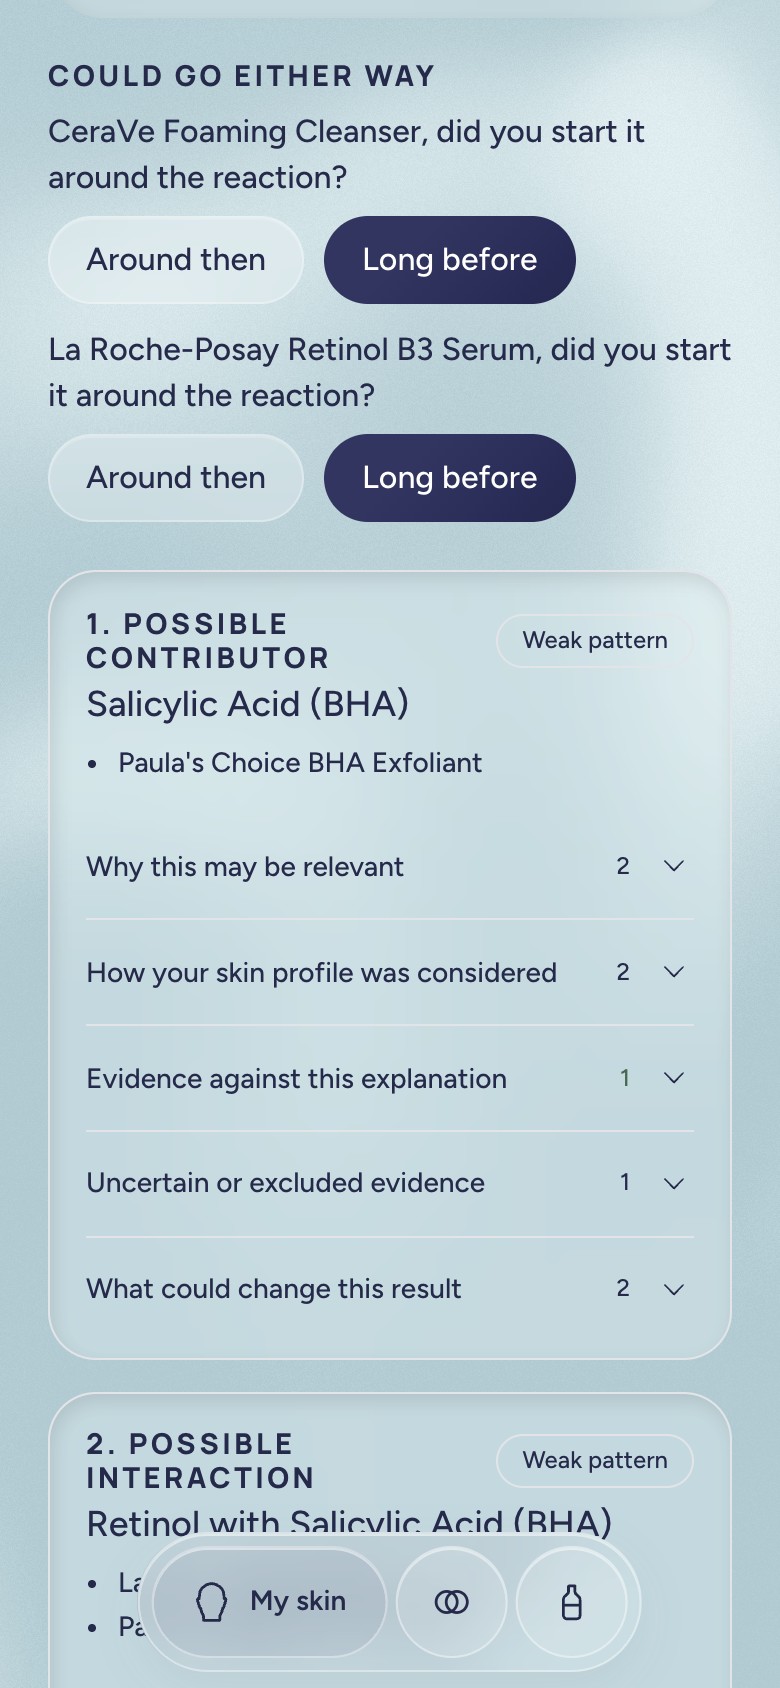 COULD GO EITHER WAY
CeraVe Foaming Cleanser, did you start it
around the reaction?
Around then
Long before
La Roche-Posay Retinol B3 Serum, did you start
it around the reaction?
Around then
Long before
1. POSSIBLE
CONTRIBUTOR
Weak pattern
Salicylic Acid (BHA)
• Paula's Choice BHA Exfoliant
Why this may be relevant 2
How your skin profile was considered 2
Evidence against this explanation 1
Uncertain or excluded evidence 1
What could change this result 2
2. POSSIBLE
INTERACTION
Weak pattern
Retinol with Salicylic Acid (BHA)
• La
• Pa
My skin